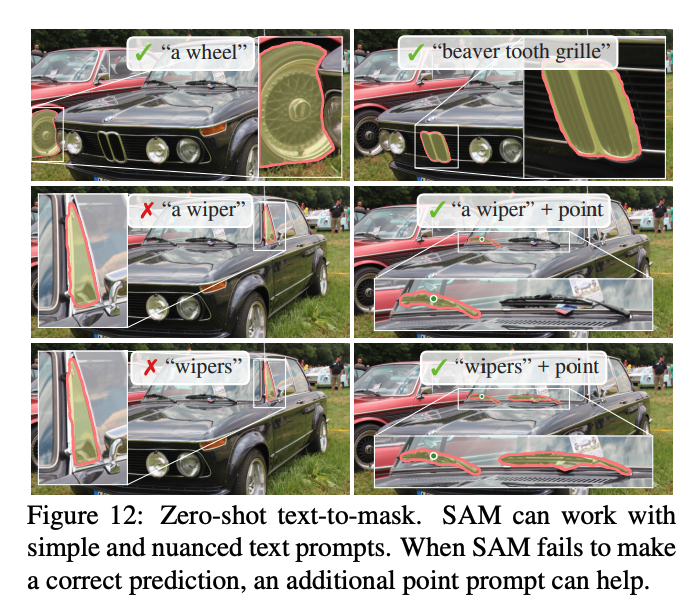 ✓ “a wheel”
✓ “beaver tooth grille”
✗ “a wiper”
✓ “a wiper” + point
✗ “wipers”
✓ “wipers” + point
Figure 12: Zero-shot text-to-mask. SAM can work with
simple and nuanced text prompts. When SAM fails to make
a correct prediction, an additional point prompt can help.